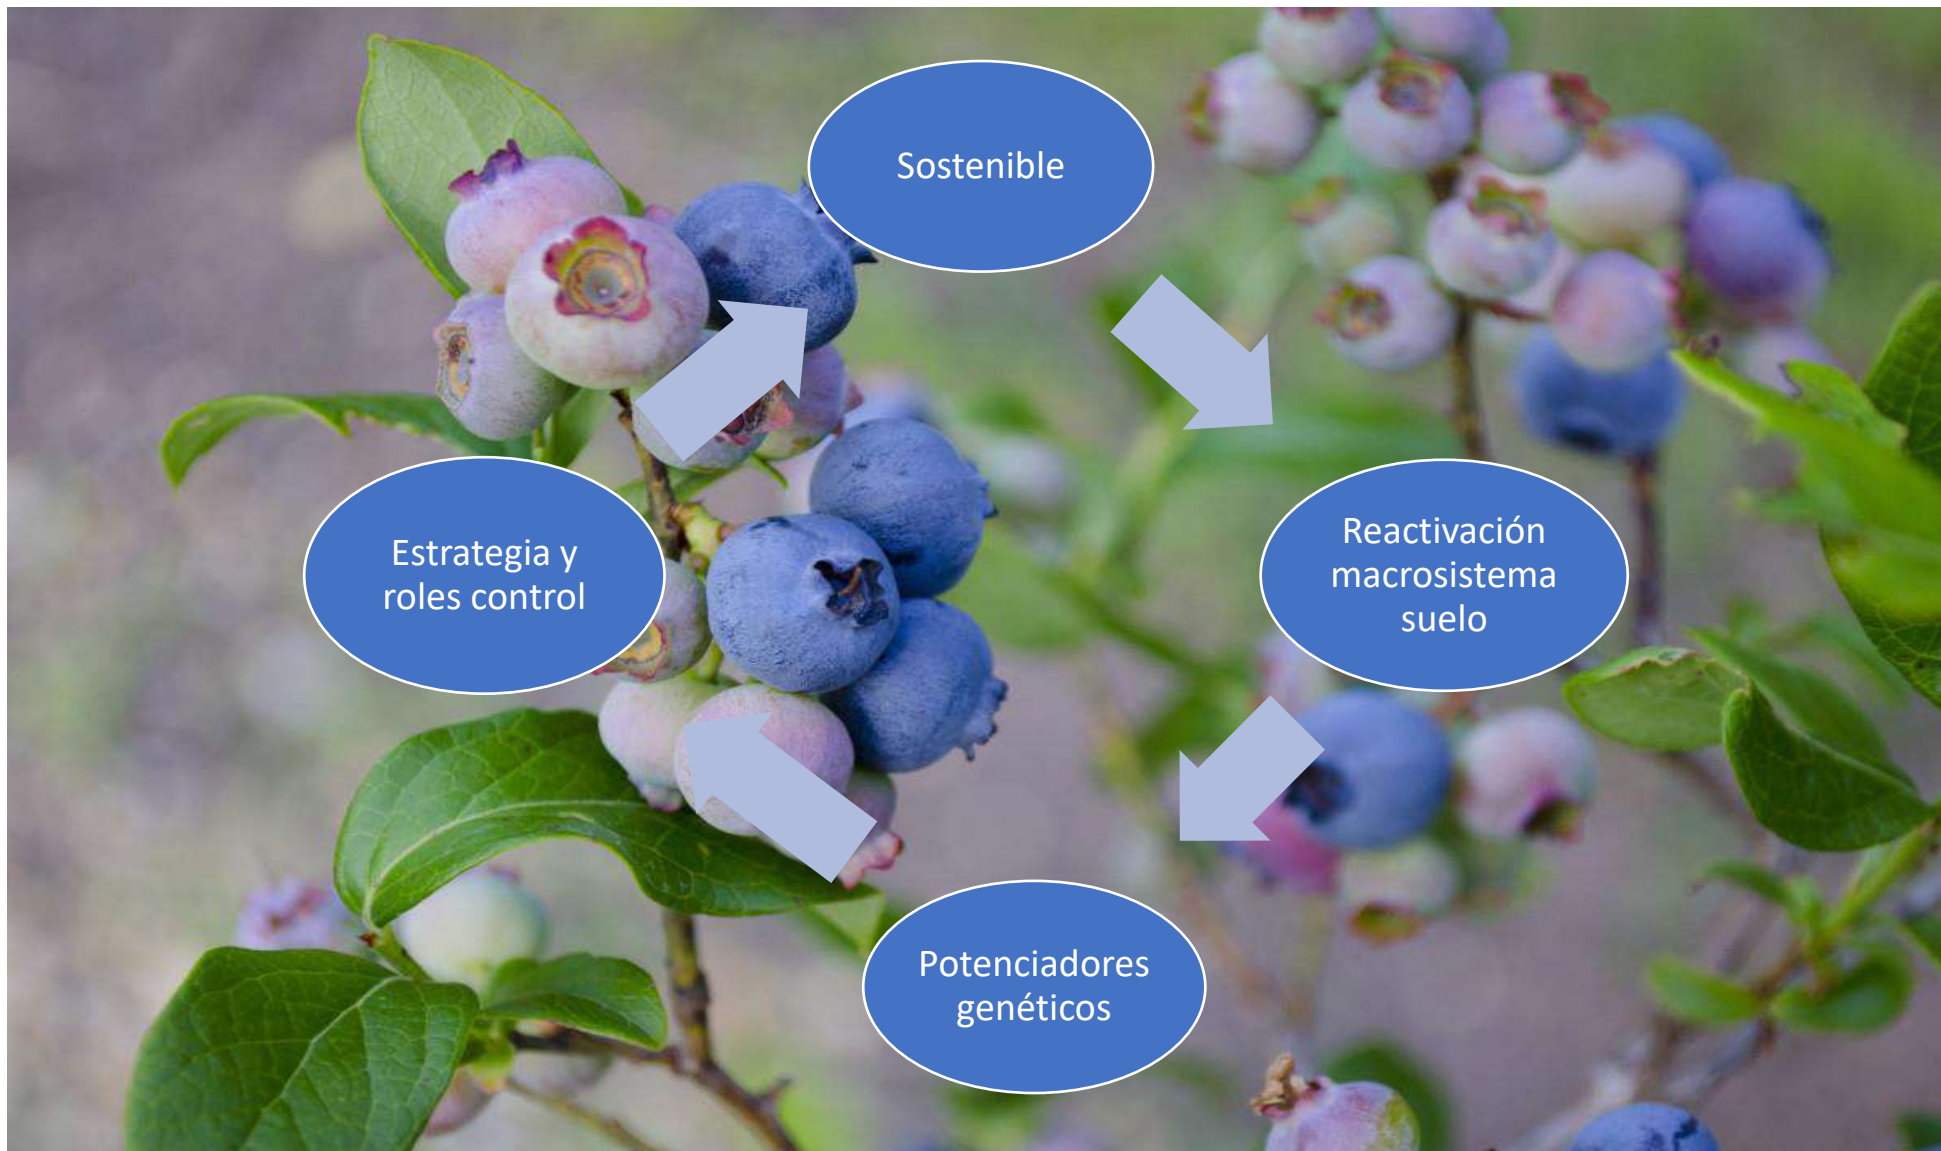 Sostenible
Estrategia y
roles control
Reactivación
macrosistema
suelo
Potenciadores
genéticos